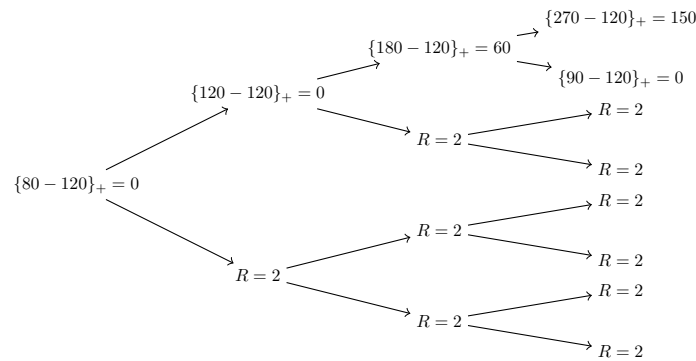 {270 − 120}₊ = 150
{180 − 120}₊ = 60
{90 − 120}₊ = 0
{120 − 120}₊ = 0
R = 2
R = 2
R = 2
{80 − 120}₊ = 0
R = 2
R = 2
R = 2
R = 2
R = 2
R = 2
R = 2